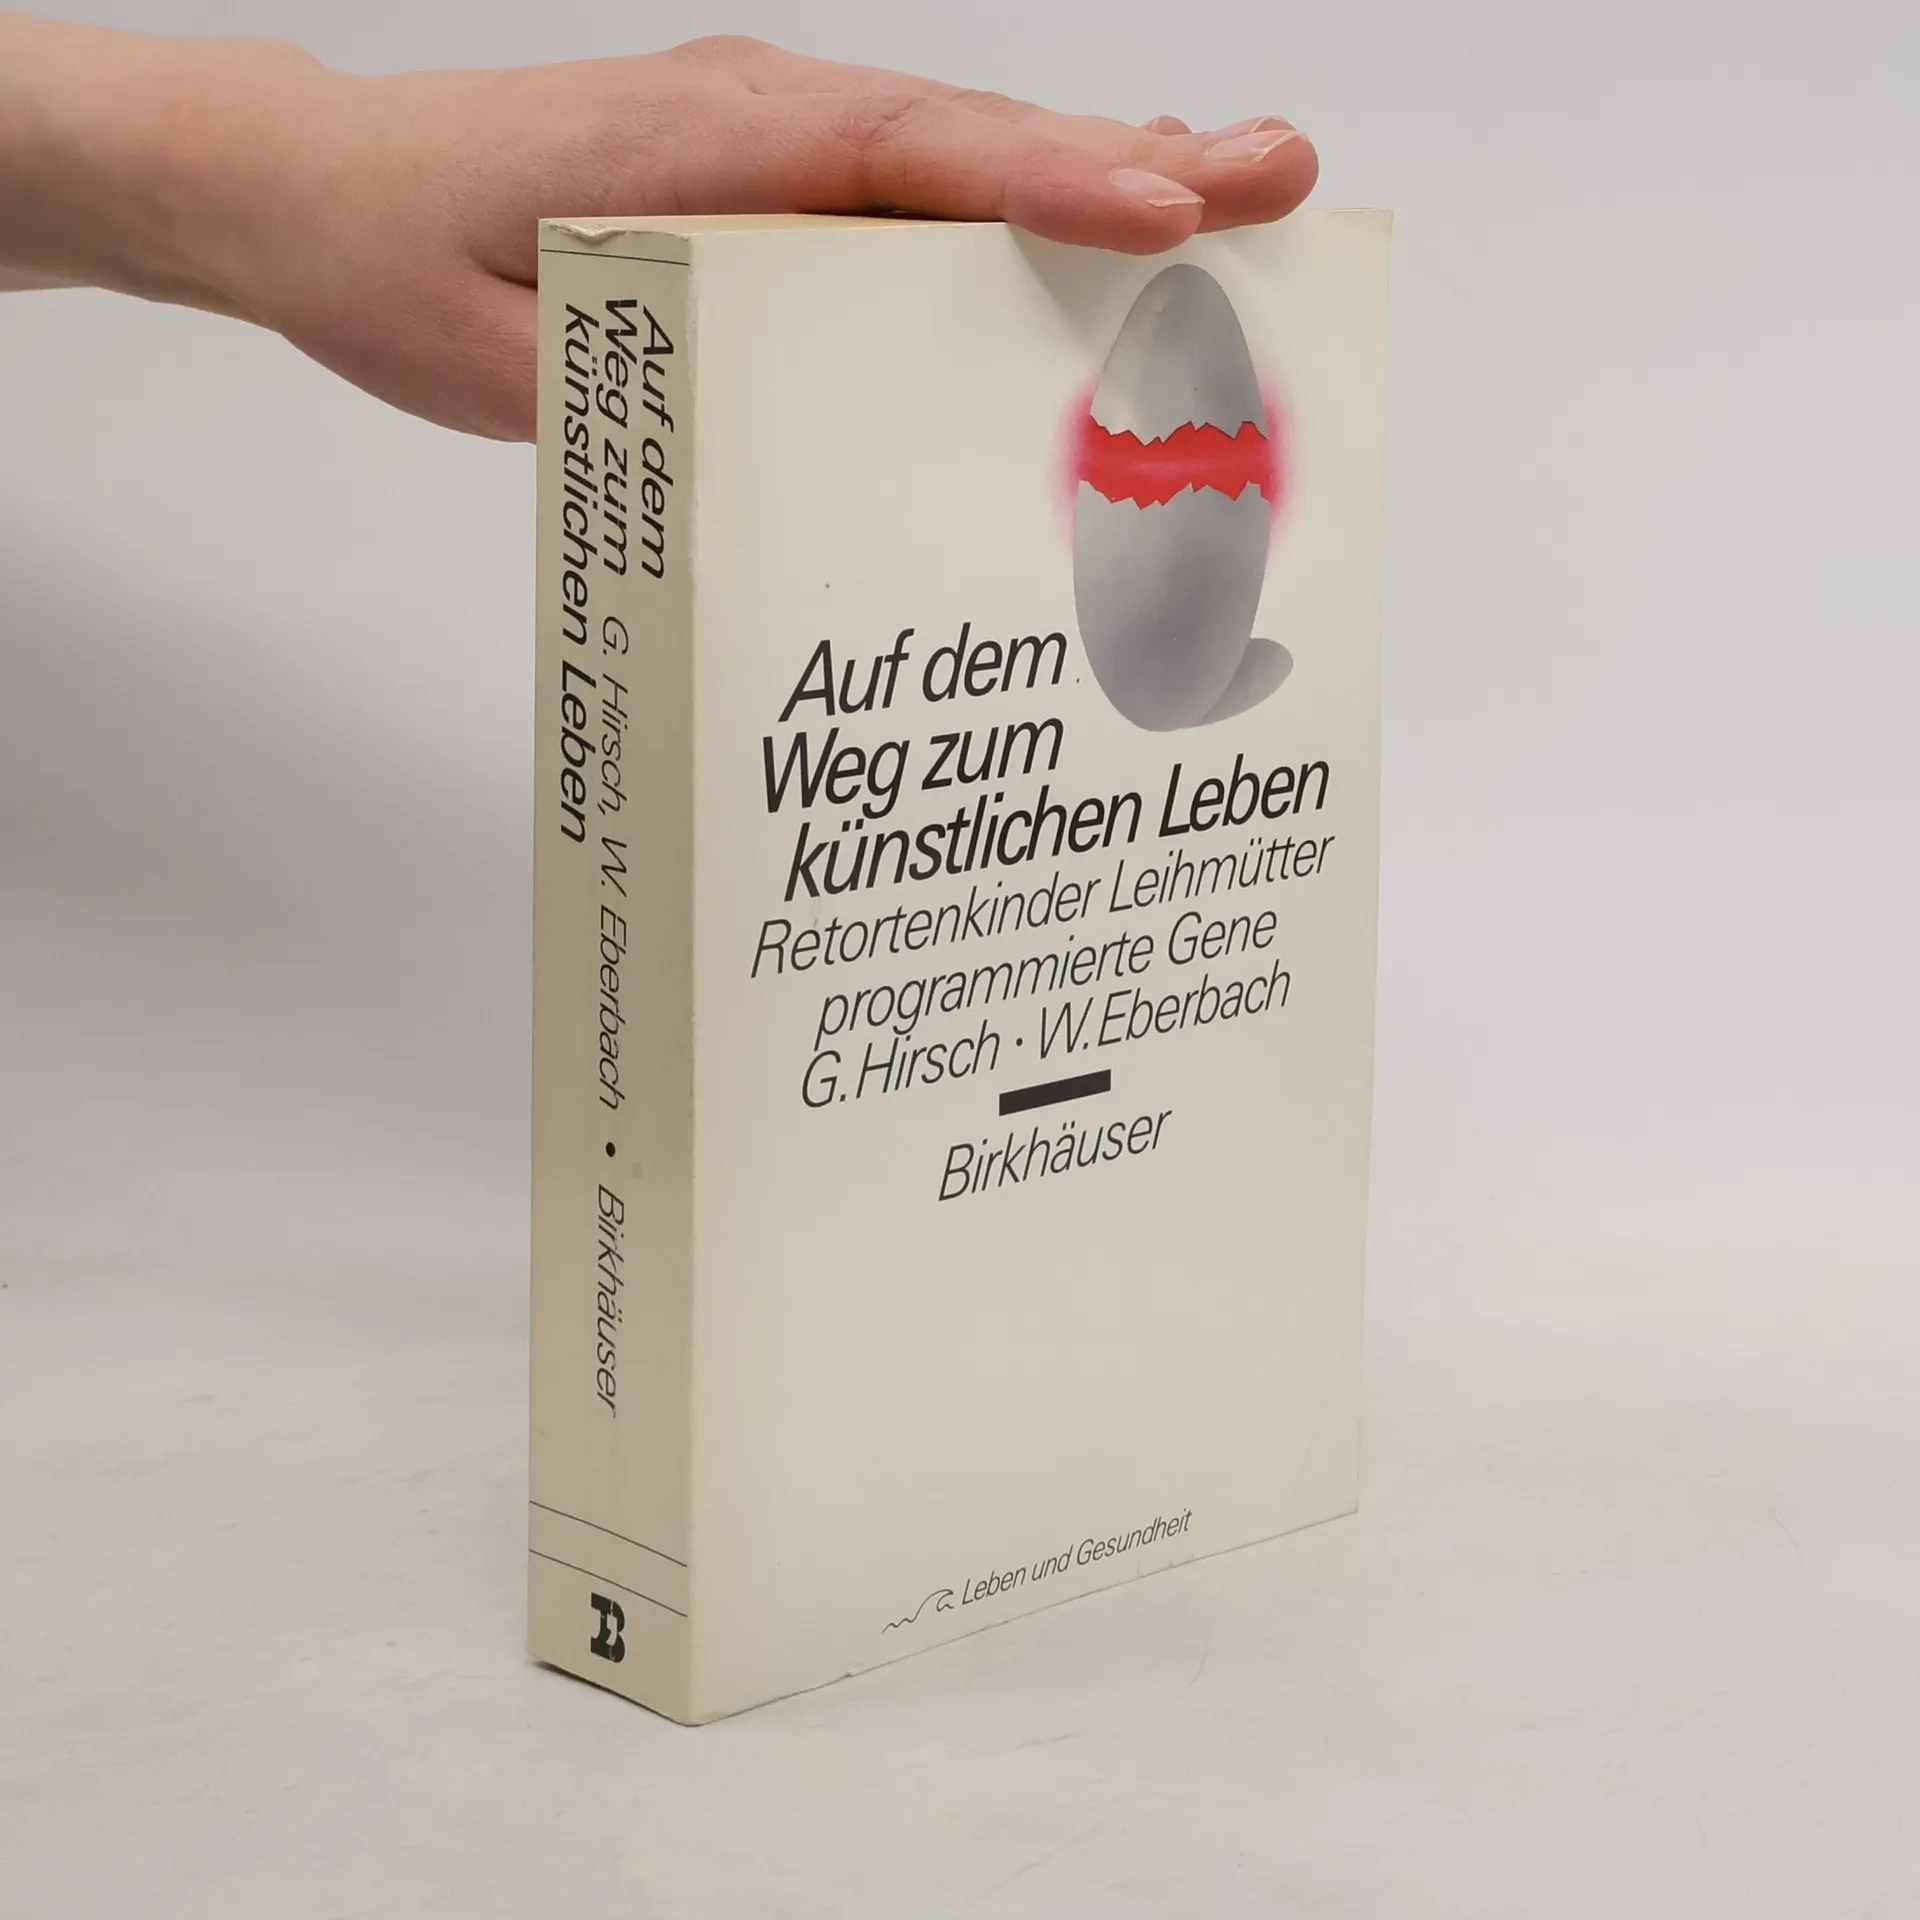 Auf dem
Weg zum
künstlichen Leben
G. Hirsch, W. Eberbach • Birkhäuser
B
Auf dem
Weg zum
künstlichen Leben
Retortenkinder Leihmütter
programmierte Gene
G. Hirsch · W. Eberbach
Birkhäuser
Leben und Gesundheit